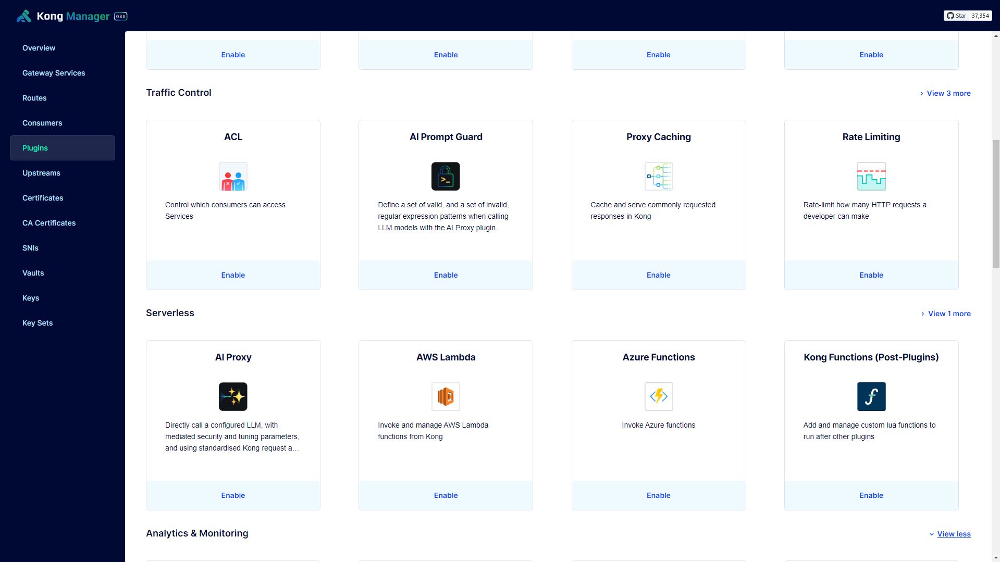 Kong Manager OSS
Star 37,354
Overview
Gateway Services
Routes
Consumers
Plugins
Upstreams
Certificates
CA Certificates
SNIs
Vaults
Keys
Key Sets
Enable
Enable
Enable
Enable
Traffic Control
View 3 more
ACL
Control which consumers can access
Services
Enable
AI Prompt Guard
Define a set of valid, and a set of invalid,
regular expression patterns when calling
LLM models with the AI Proxy plugin.
Enable
Proxy Caching
Cache and serve commonly requested
responses in Kong
Enable
Rate Limiting
Rate-limit how many HTTP requests a
developer can make
Enable
Serverless
View 1 more
AI Proxy
Directly call a configured LLM, with
mediated security and tuning parameters,
and using standardised Kong request a...
Enable
AWS Lambda
Invoke and manage AWS Lambda
functions from Kong
Enable
Azure Functions
Invoke Azure functions
Enable
Kong Functions (Post-Plugins)
Add and manage custom lua functions to
run after other plugins
Enable
Analytics & Monitoring
View less